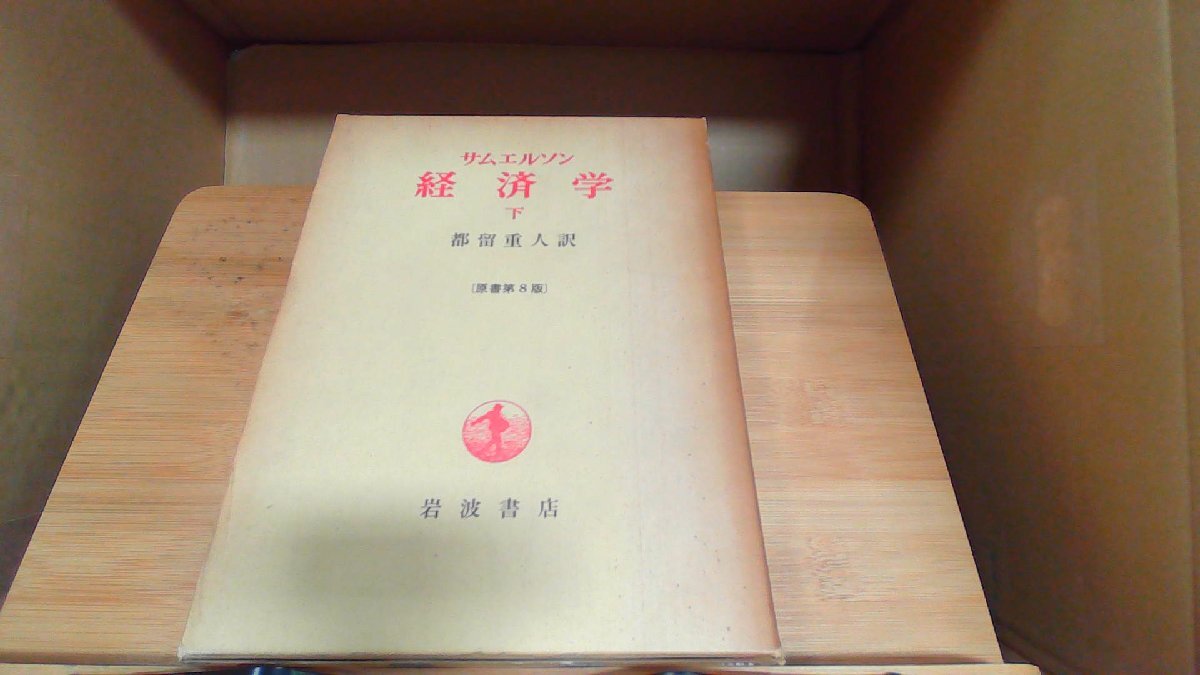 サムエルソン
経済学
下
都留重人訳
[原書第8版]
岩波書店